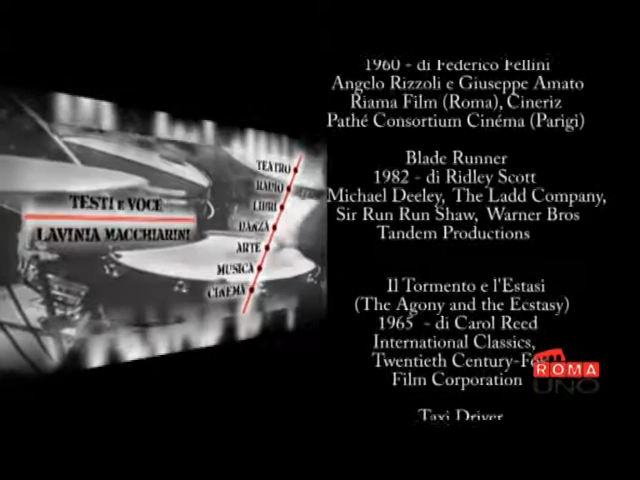 TESTI E VOCE
LAVINIA MACCHIARINI
TEATRO
RADIO
LIBRI
DANZA
ARTE
MUSICA
CINEMA
1960 - di Federico Fellini
Angelo Rizzoli e Giuseppe Amato
Riama Film (Roma), Cineriz
Pathé Consortium Cinéma (Parigi)
Blade Runner
1982 - di Ridley Scott
Michael Deeley, The Ladd Company,
Sir Run Run Shaw, Warner Bros
Tandem Productions
Il Tormento e l'Estasi
(The Agony and the Ecstasy)
1965 - di Carol Reed
International Classics,
Twentieth Century-Fo
Film Corporation
Taxi Driver
ROMA
UNO